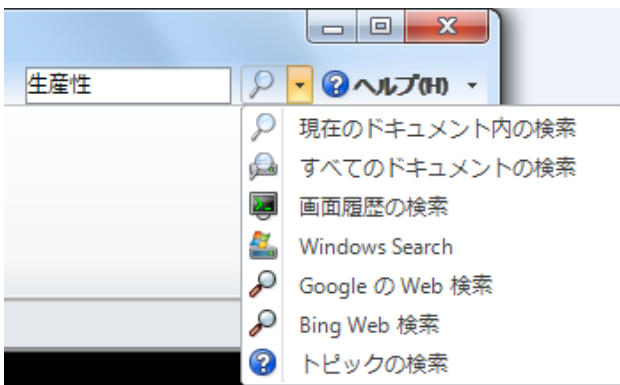 生産性
ヘルプ(H)
現在のドキュメント内の検索
すべてのドキュメントの検索
画面履歴の検索
Windows Search
Google の Web 検索
Bing Web 検索
トピックの検索